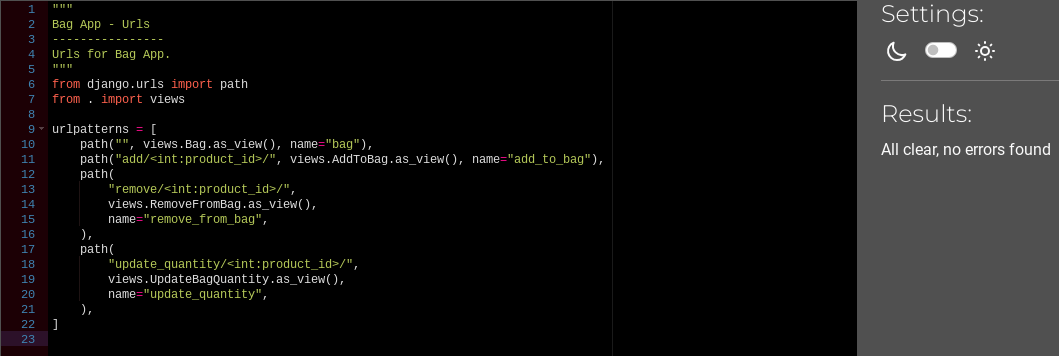 1 """
2 Bag App - Urls
3 ----------------
4 Urls for Bag App.
5 """
6 from django.urls import path
7 from . import views
8
9 urlpatterns = [
10     path("", views.Bag.as_view(), name="bag"),
11     path("add/<int:product_id>/", views.AddToBag.as_view(), name="add_to_bag"),
12     path(
13         "remove/<int:product_id>/",
14         views.RemoveFromBag.as_view(),
15         name="remove_from_bag",
16     ),
17     path(
18         "update_quantity/<int:product_id>/",
19         views.UpdateBagQuantity.as_view(),
20         name="update_quantity",
21     ),
22 ]
23
Settings:
Results:
All clear, no errors found